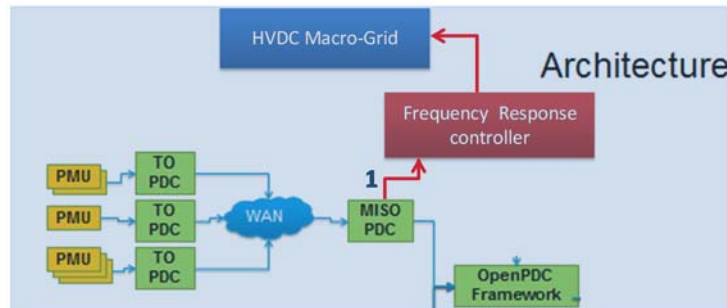 HVDC Macro-Grid
Architecture
Frequency Response
controller
1
TO
PDC
PMU
PMU
TO
PDC
WAN
MISO
PDC
PMU
TO
PDC
OpenPDC
Framework